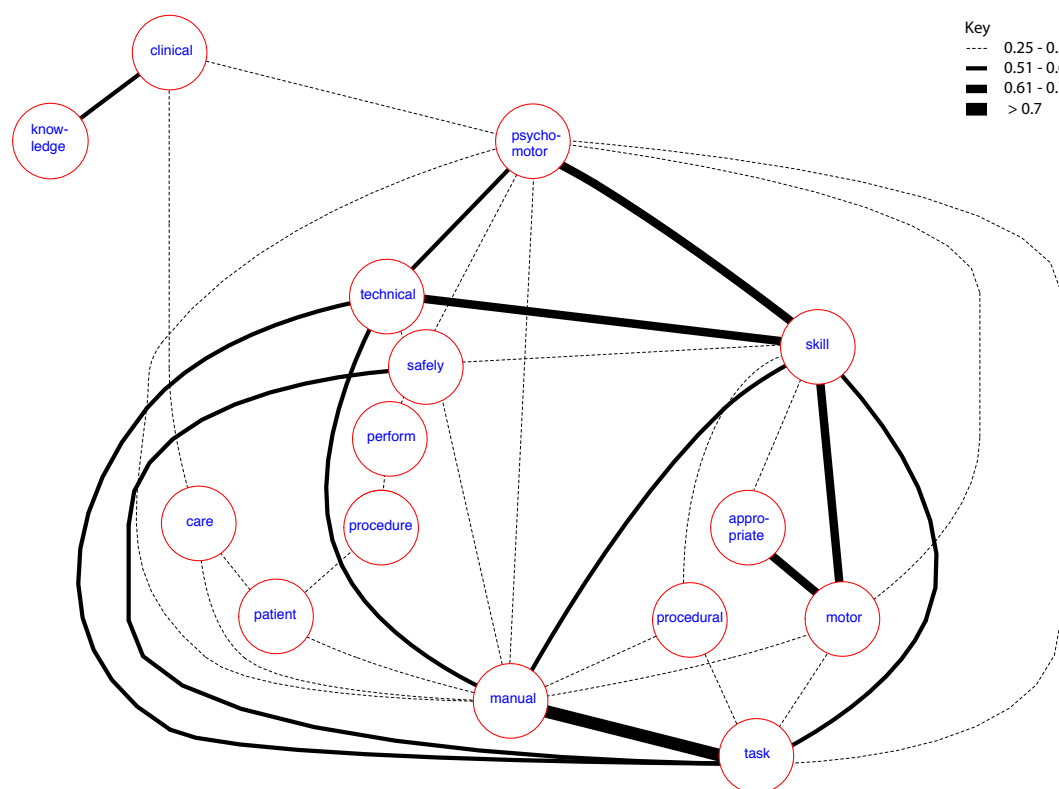 clinical
know-
ledge
psycho-
motor
technical
safely
skill
perform
care
procedure
appro-
priate
patient
procedural
motor
manual
task
Key
0.25 - 0.
0.51 - 0.
0.61 - 0.
> 0.7